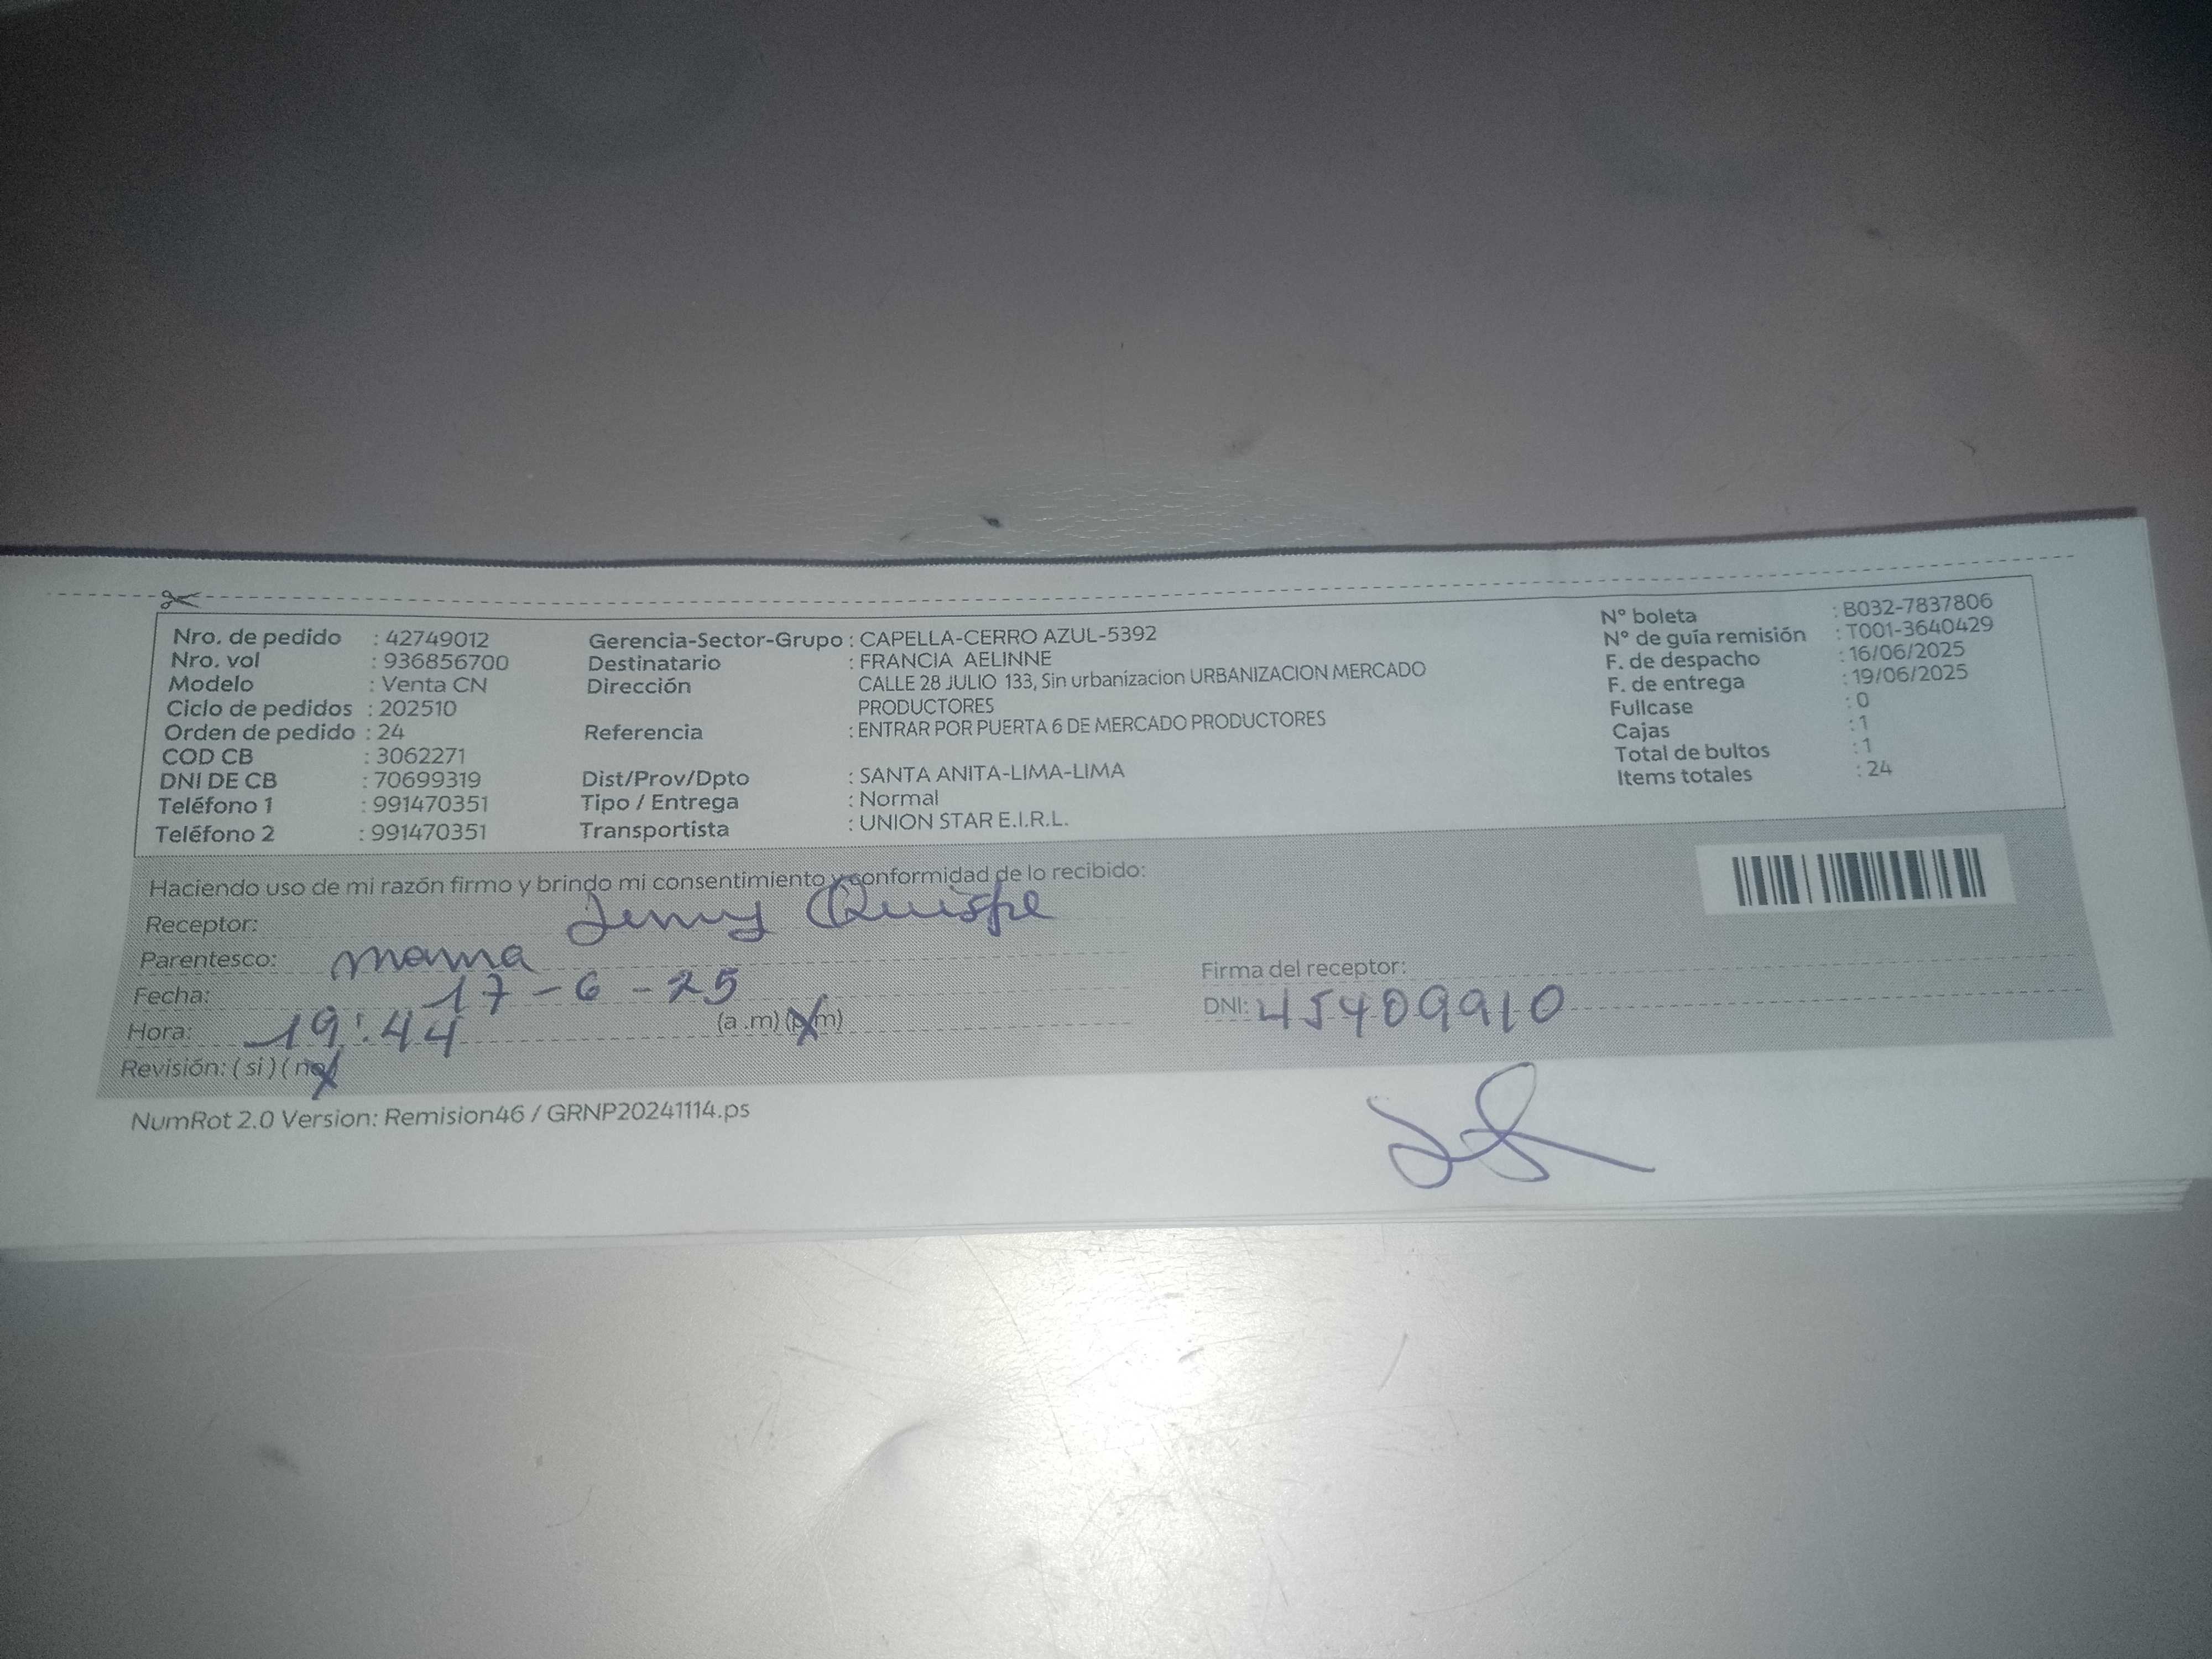 Nro. de pedido : 42749012
Nro. vol : 936856700
Modelo : Venta CN
Ciclo de pedidos : 202510
Orden de pedido : 24
COD CB : 3062271
DNI DE CB : 70699319
Teléfono 1 : 991470351
Teléfono 2 : 991470351
Gerencia-Sector-Grupo : CAPELLA-CERRO AZUL-5392
Destinatario : FRANCIA AELINNE
Dirección CALLE 28 JULIO 133, Sin urbanizacion URBANIZACION MERCADO
PRODUCTORES
Referencia : ENTRAR POR PUERTA 6 DE MERCADO PRODUCTORES
Dist/Prov/Dpto : SANTA ANITA-LIMA-LIMA
Tipo / Entrega : Normal
Transportista : UNION STAR E.I.R.L.
N° boleta : B032-7837806
N° de guía remisión : T001-3640429
F. de despacho : 16/06/2025
F. de entrega : 19/06/2025
Fullcase : 0
Cajas : 1
Total de bultos : 1
Items totales : 24
Haciendo uso de mi razón firmo y brindo mi consentimiento y conformidad de lo recibido:
Receptor: Jenny Quispe
Parentesco: mama
Fecha: 17-6-25
Hora: 19:44 (a.m) (p.m)
Revisión: (si) (no)
Firma del receptor:
DNI: 45409910
NumRot 2.0 Version: Remision46 / GRNP20241114.ps